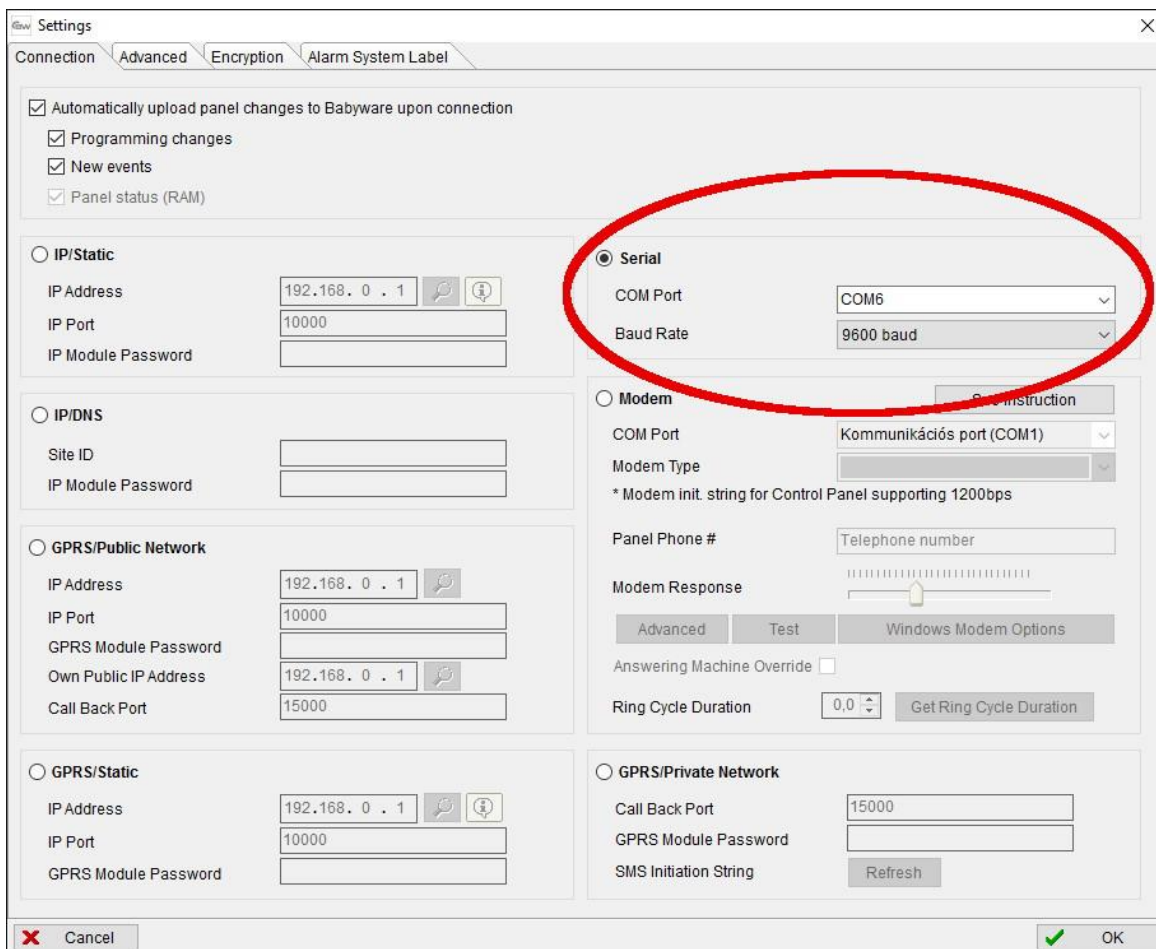 Settings
Connection Advanced Encryption Alarm System Label
Automatically upload panel changes to Babyware upon connection
Programming changes
New events
Panel status (RAM)
IP/Static
IP Address 192.168. 0 . 1
IP Port 10000
IP Module Password
Serial
COM Port COM6
Baud Rate 9600 baud
IP/DNS
Site ID
IP Module Password
Modem Instruction
COM Port Kommunikációs port (COM1)
Modem Type
* Modem init. string for Control Panel supporting 1200bps
Panel Phone # Telephone number
Modem Response
Advanced Test Windows Modem Options
Answering Machine Override
Ring Cycle Duration 0,0 Get Ring Cycle Duration
GPRS/Public Network
IP Address 192.168. 0 . 1
IP Port 10000
GPRS Module Password
Own Public IP Address 192.168. 0 . 1
Call Back Port 15000
GPRS/Static
IP Address 192.168. 0 . 1
IP Port 10000
GPRS Module Password
GPRS/Private Network
Call Back Port 15000
GPRS Module Password
SMS Initiation String Refresh
Cancel OK